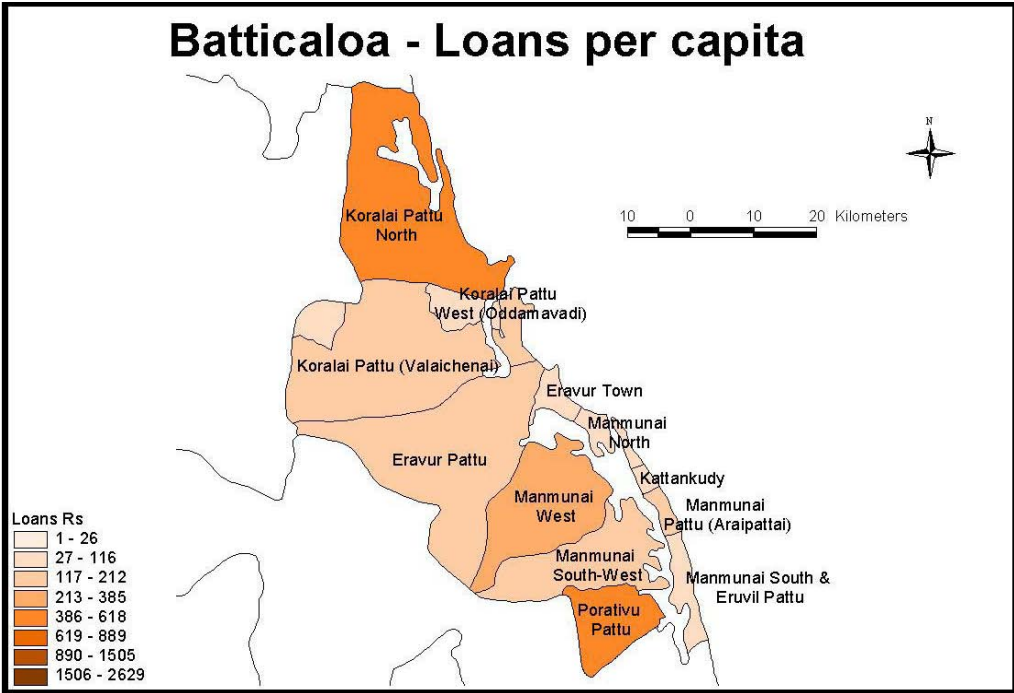 Batticaloa - Loans per capita
N
10 0 10 20 Kilometers
Koralai Pattu
North
Koralai Pattu
West (Oddamavadi)
Koralai Pattu (Valaichenai)
Eravur Town
Manmunai
North
Eravur Pattu
Kattankudy
Manmunai
West
Manmunai
Pattu (Araipattai)
Manmunai
South-West
Manmunai South &
Eruvil Pattu
Porativu
Pattu
Loans Rs
1 - 26
27 - 116
117 - 212
213 - 385
386 - 618
619 - 889
890 - 1505
1506 - 2629